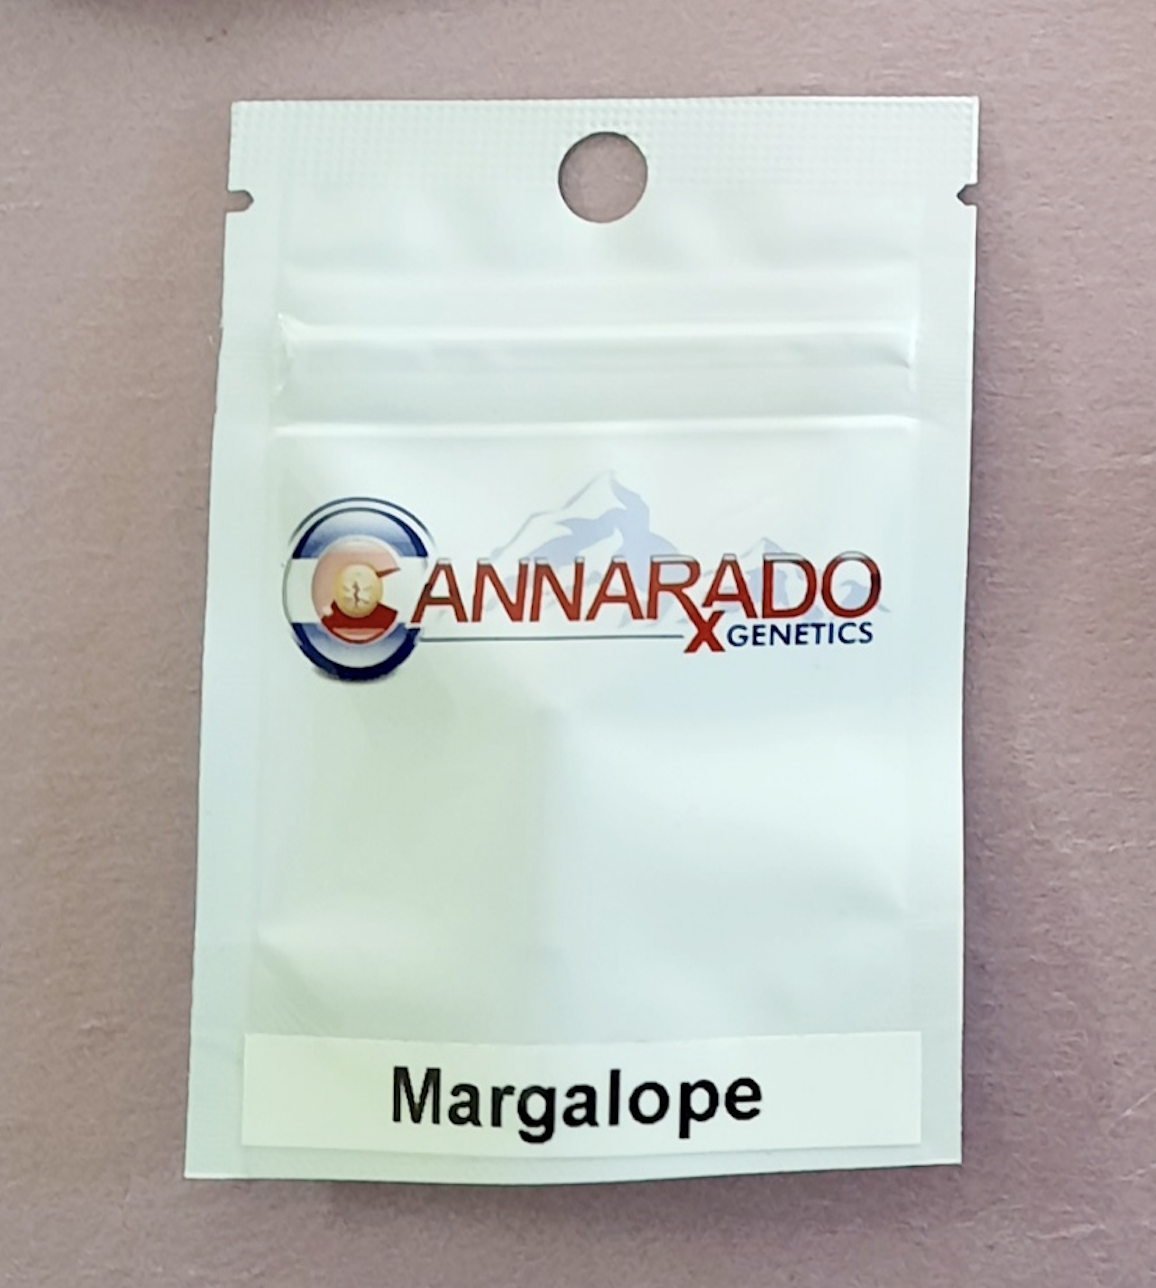 CANNARADO
X GENETICS
Margalope